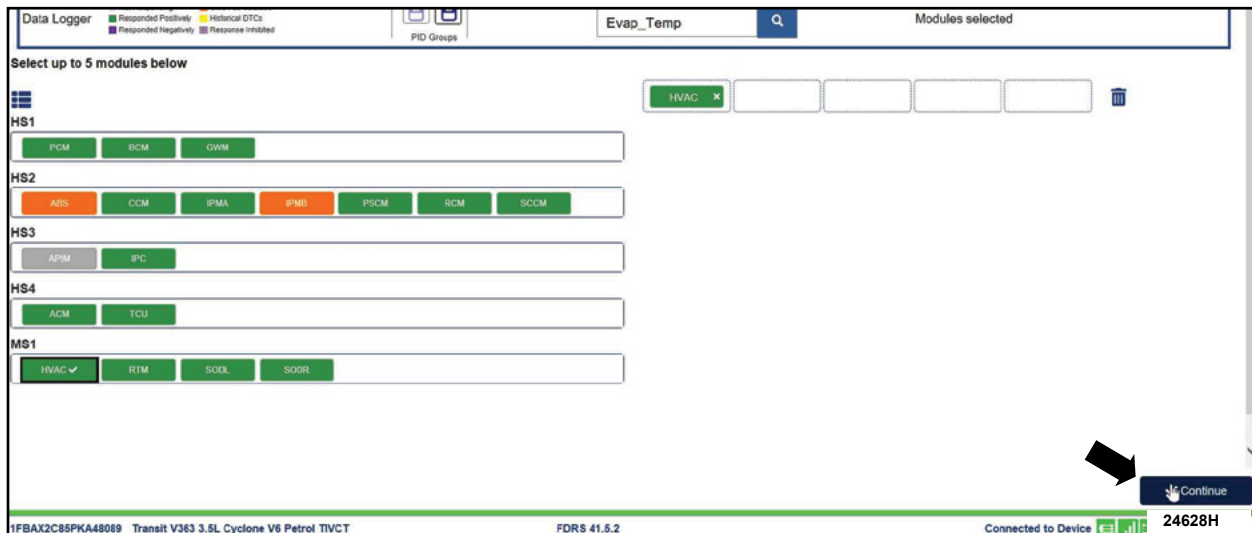 Data Logger
Responded Positively Historical DTCs
Responded Negatively Response Inhibited
PID Groups
Evap_Temp
Modules selected
Select up to 5 modules below
HVAC ×
HS1
PCM BCM GWM
HS2
ABS CCM IPMA IPMB PSCM RCM SCCM
HS3
APIM IPC
HS4
ACM TCU
MS1
HVAC ✓ RTM SODL SODR
Continue
1FBAX2C85PKA48089 Transit V363 3.5L Cyclone V6 Petrol TIVCT FDRS 41.5.2 Connected to Device
24628H